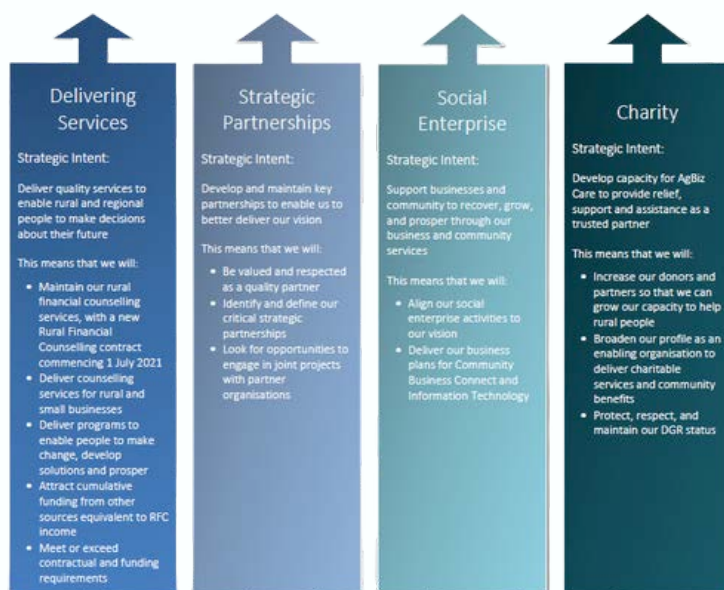 Delivering
Services
Strategic Intent:
Deliver quality services to
enable rural and regional
people to make decisions
about their future
This means that we will:
• Maintain our rural
financial counselling
services, with a new
Rural Financial
Counselling contract
commencing 1 July 2021
• Deliver counselling
services for rural and
small businesses
• Deliver programs to
enable people to make
change, develop
solutions and prosper
• Attract cumulative
funding from other
sources equivalent to RFC
income
• Meet or exceed
contractual and funding
requirements
Strategic
Partnerships
Strategic Intent:
Develop and maintain key
partnerships to enable us to
better deliver our vision
This means that we will:
• Be valued and respected
as a quality partner
• Identify and define our
critical strategic
partnerships
• Look for opportunities to
engage in joint projects
with partner
organisations
Social
Enterprise
Strategic Intent:
Support businesses and
community to recover, grow,
and prosper through our
business and community
services
This means that we will:
• Align our social
enterprise activities to
our vision
• Deliver our business
plans for Community
Business Connect and
Information Technology
Charity
Strategic Intent:
Develop capacity for AgBiz
Care to provide relief,
support and assistance as a
trusted partner
This means that we will:
• Increase our donors and
partners so that we can
grow our capacity to help
rural people
• Broaden our profile as an
enabling organisation to
deliver charitable
services and community
benefits
• Protect, respect, and
maintain our DGR status